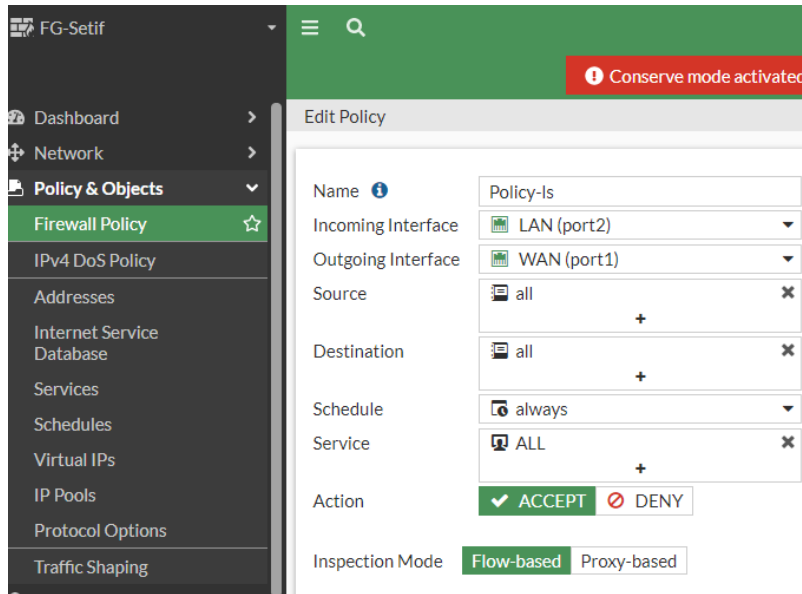 FG-Setif
Conserve mode activated
Dashboard
Network
Policy & Objects
Firewall Policy
IPv4 DoS Policy
Addresses
Internet Service
Database
Services
Schedules
Virtual IPs
IP Pools
Protocol Options
Traffic Shaping
Edit Policy
Name
Policy-ls
Incoming Interface
LAN (port2)
Outgoing Interface
WAN (port1)
Source
all
+
Destination
all
+
Schedule
always
Service
ALL
+
Action
ACCEPT
DENY
Inspection Mode
Flow-based
Proxy-based